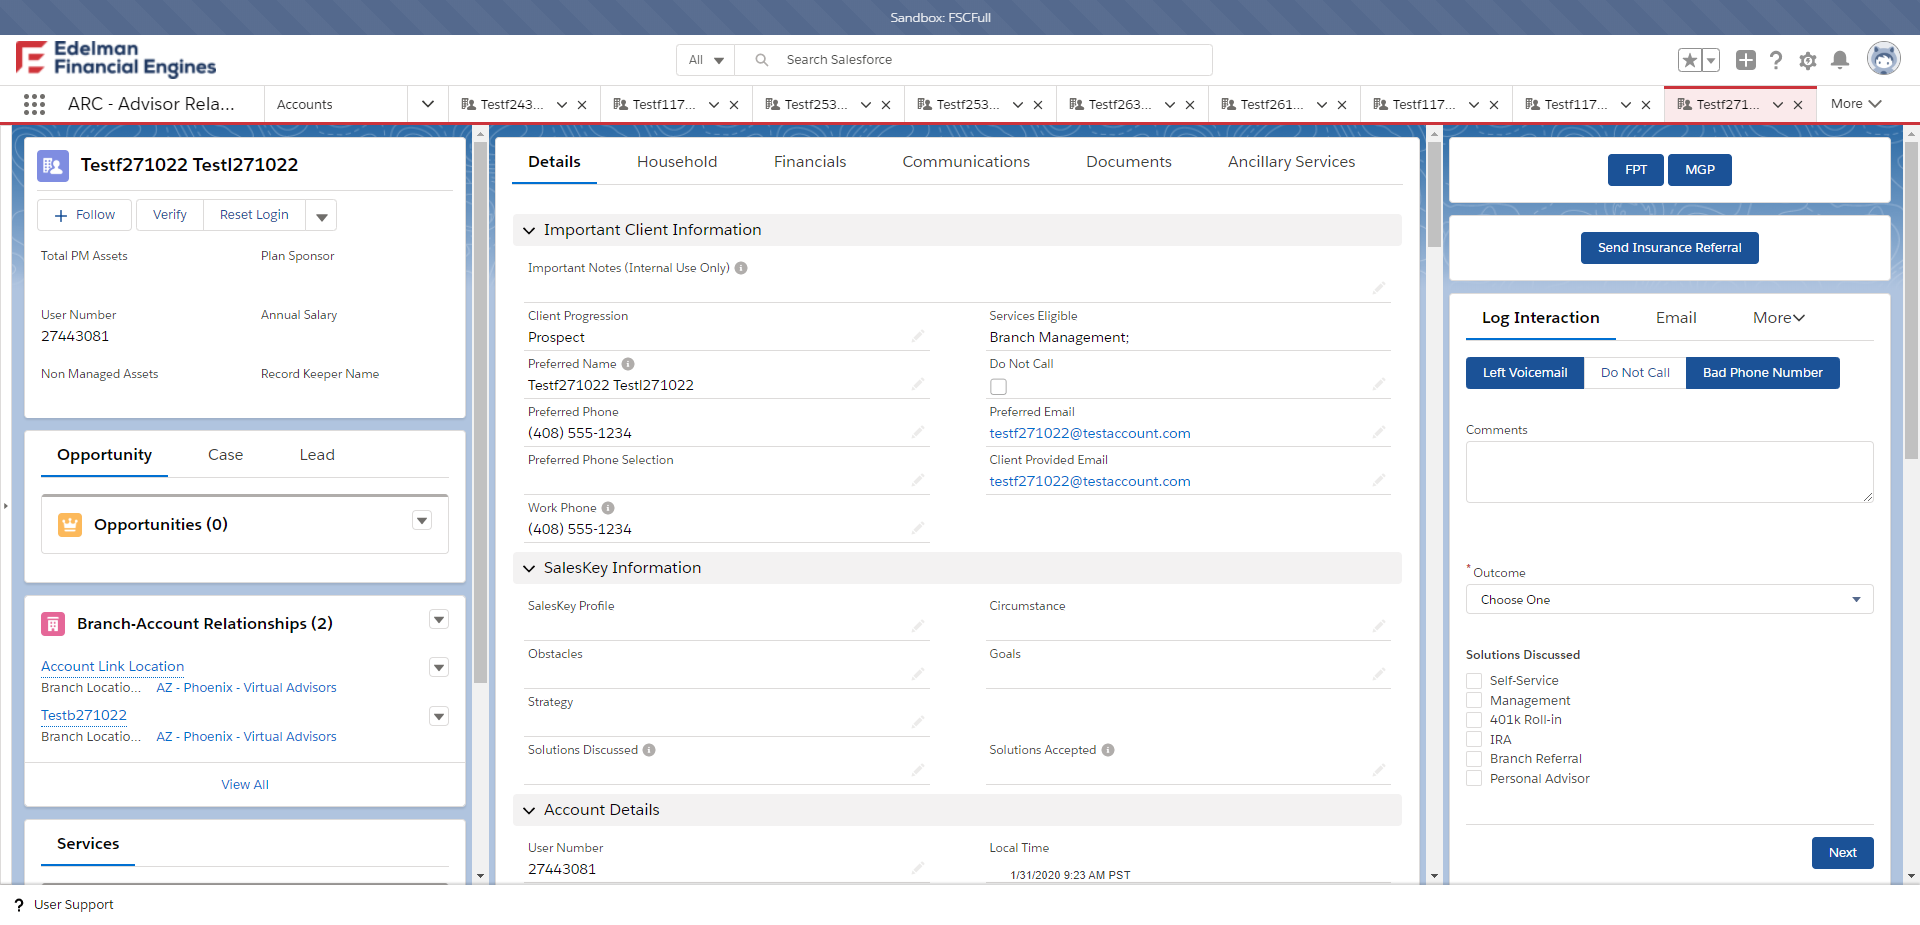 Sandbox: FSCFull
Edelman
Financial Engines
All
Search Salesforce
ARC - Advisor Rela...
Accounts
Testf243...
Testf117...
Testf253...
Testf253...
Testf263...
Testf261...
Testf117...
Testf117...
Testf271...
More
Testf271022 Testl271022
Follow
Verify
Reset Login
Total PM Assets
Plan Sponsor
User Number
27443081
Annual Salary
Non Managed Assets
Record Keeper Name
Opportunity
Case
Lead
Opportunities (0)
Branch-Account Relationships (2)
Account Link Location
Branch Locatio... AZ - Phoenix - Virtual Advisors
Testb271022
Branch Locatio... AZ - Phoenix - Virtual Advisors
View All
Services
Details
Household
Financials
Communications
Documents
Ancillary Services
Important Client Information
Important Notes (Internal Use Only)
Client Progression
Prospect
Services Eligible
Branch Management;
Preferred Name
Testf271022 Testl271022
Do Not Call
Preferred Phone
(408) 555-1234
Preferred Email
testf271022@testaccount.com
Preferred Phone Selection
Client Provided Email
testf271022@testaccount.com
Work Phone
(408) 555-1234
SalesKey Information
SalesKey Profile
Circumstance
Obstacles
Goals
Strategy
Solutions Discussed
Solutions Accepted
Account Details
User Number
27443081
Local Time
1/31/2020 9:23 AM PST
FPT
MGP
Send Insurance Referral
Log Interaction
Email
More
Left Voicemail
Do Not Call
Bad Phone Number
Comments
* Outcome
Choose One
Solutions Discussed
Self-Service
Management
401k Roll-in
IRA
Branch Referral
Personal Advisor
Next
? User Support